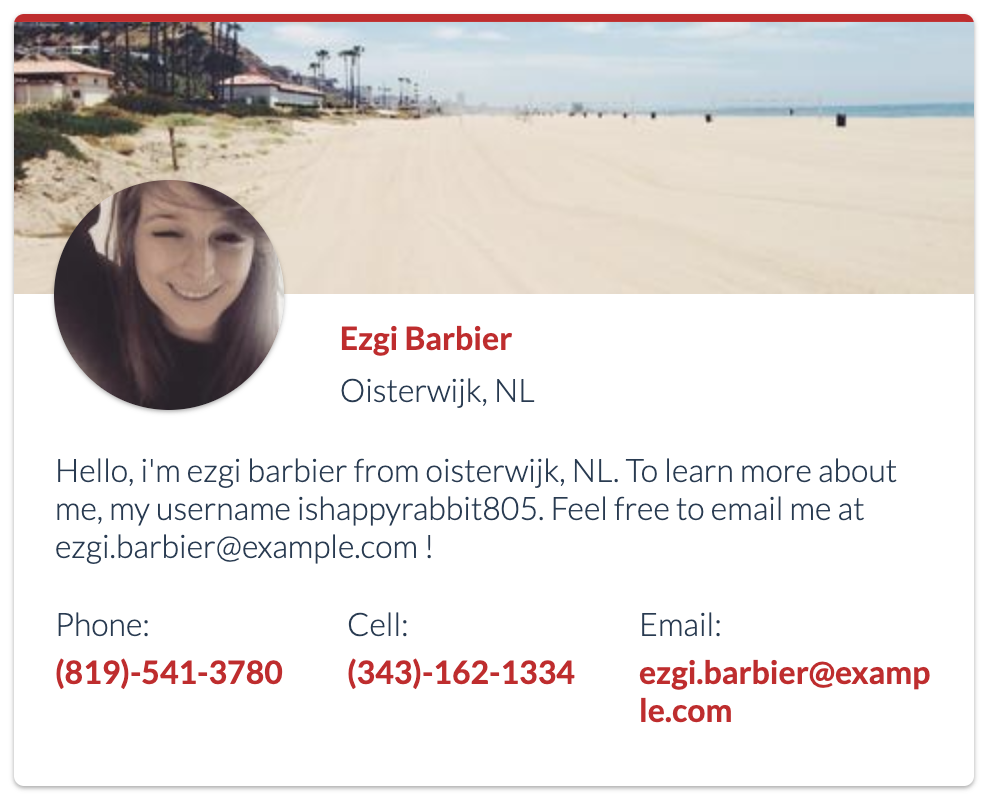 Ezgi Barbier
Oisterwijk, NL
Hello, i'm ezgi barbier from oisterwijk, NL. To learn more about
me, my username ishappyrabbit805. Feel free to email me at
ezgi.barbier@example.com !
Phone:
(819)-541-3780
Cell:
(343)-162-1334
Email:
ezgi.barbier@examp
le.com